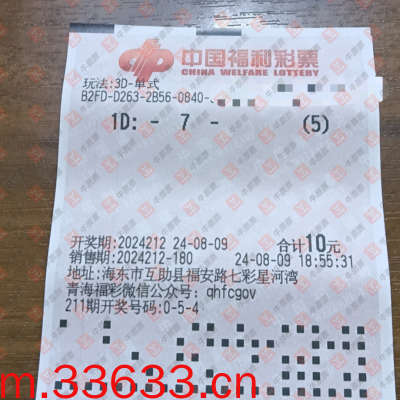 中国福利彩票
CHINA WELFARE LOTTERY
玩法:3D-单式
B2FD-D263-2B56-0840-
1D: - 7 - (5)
开奖期:2024212 24-08-09 合计10元
销售期:2024212-180 24-08-09 18:55:31
地址:海东市互助县福安路七彩星河湾
青海福彩微信公众号: qhfcgov
211期开奖号码:0-5-4
m.33633.cn